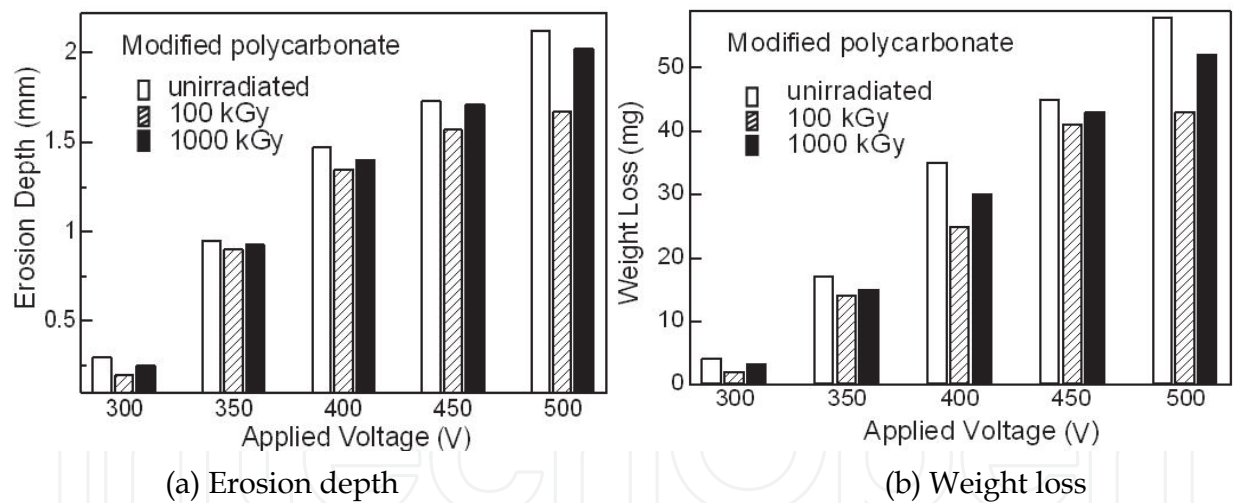 Modified polycarbonate
unirradiated
100 kGy
1000 kGy
Erosion Depth (mm)
2
1.5
1
0.5
300 350 400 450 500
Applied Voltage (V)
(a) Erosion depth
Modified polycarbonate
unirradiated
100 kGy
1000 kGy
Weight Loss (mg)
50
40
30
20
10
0
300 350 400 450 500
Applied Voltage (V)
(b) Weight loss